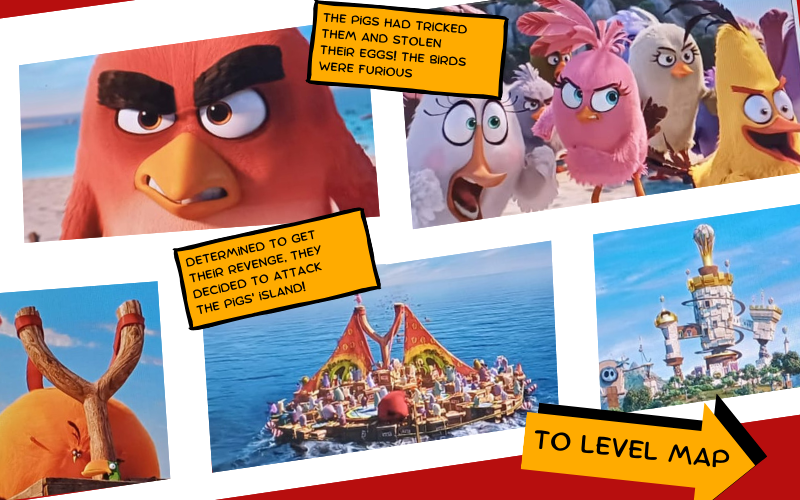 THE PIGS HAD TRICKED
THEM AND STOLEN
THEIR EGGS! THE BIRDS
WERE FURIOUS
DETERMINED TO GET
THEIR REVENGE, THEY
DECIDED TO ATTACK
THE PIGS' ISLAND!
TO LEVEL MAP